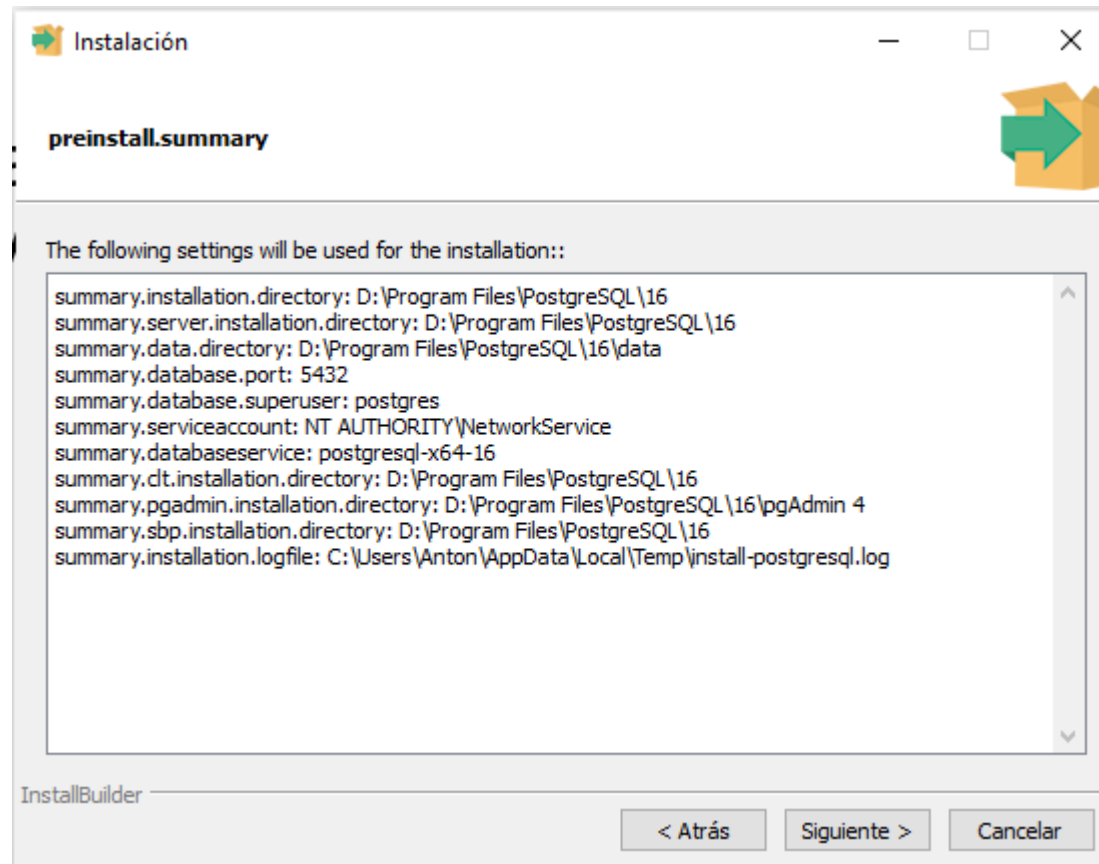 Instalación
preinstall.summary
The following settings will be used for the installation::
summary.installation.directory: D:\Program Files\PostgreSQL\16
summary.server.installation.directory: D:\Program Files\PostgreSQL\16
summary.data.directory: D:\Program Files\PostgreSQL\16\data
summary.database.port: 5432
summary.database.superuser: postgres
summary.serviceaccount: NT AUTHORITY\NetworkService
summary.databaseservice: postgresql-x64-16
summary.clt.installation.directory: D:\Program Files\PostgreSQL\16
summary.pgadmin.installation.directory: D:\Program Files\PostgreSQL\16\pgAdmin 4
summary.sbp.installation.directory: D:\Program Files\PostgreSQL\16
summary.installation.logfile: C:\Users\Anton\AppData\Local\Temp\install-postgresql.log
InstallBuilder
< Atrás Siguiente > Cancelar